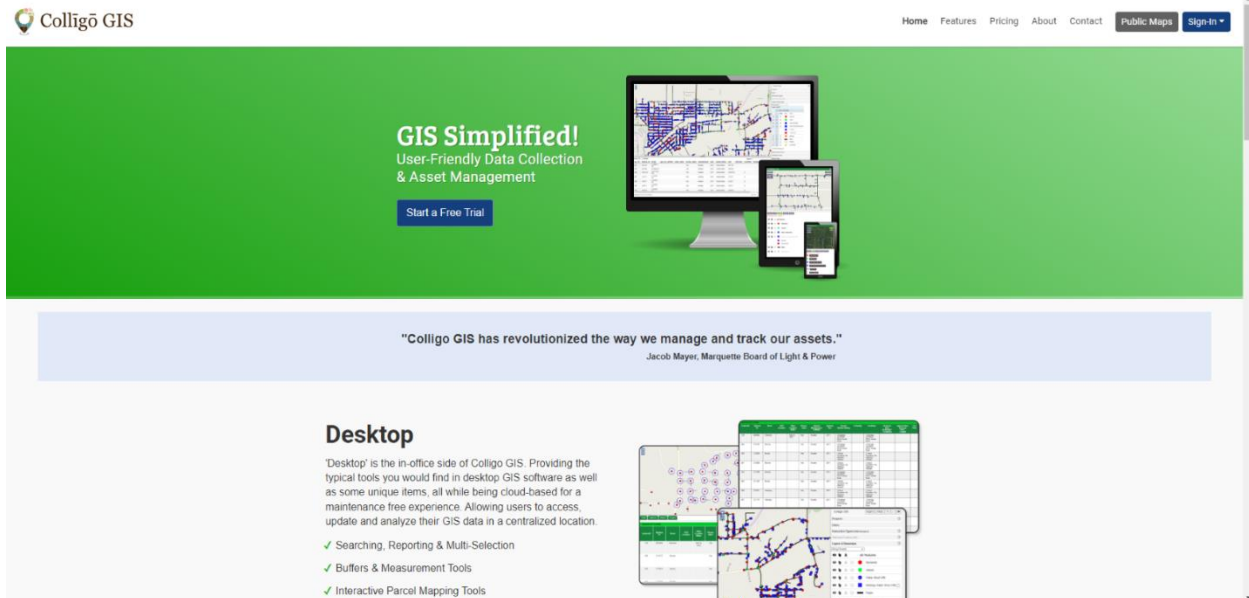 Colligō GIS
Home Features Pricing About Contact Public Maps Sign-In
GIS Simplified!
User-Friendly Data Collection
& Asset Management
Start a Free Trial
"Colligo GIS has revolutionized the way we manage and track our assets."
Jacob Mayer, Marquette Board of Light & Power
Desktop
'Desktop' is the in-office side of Colligo GIS. Providing the
typical tools you would find in desktop GIS software as well
as some unique items, all while being cloud-based for a
maintenance free experience. Allowing users to access,
update and analyze their GIS data in a centralized location.
✓ Searching, Reporting & Multi-Selection
✓ Buffers & Measurement Tools
✓ Interactive Parcel Mapping Tools